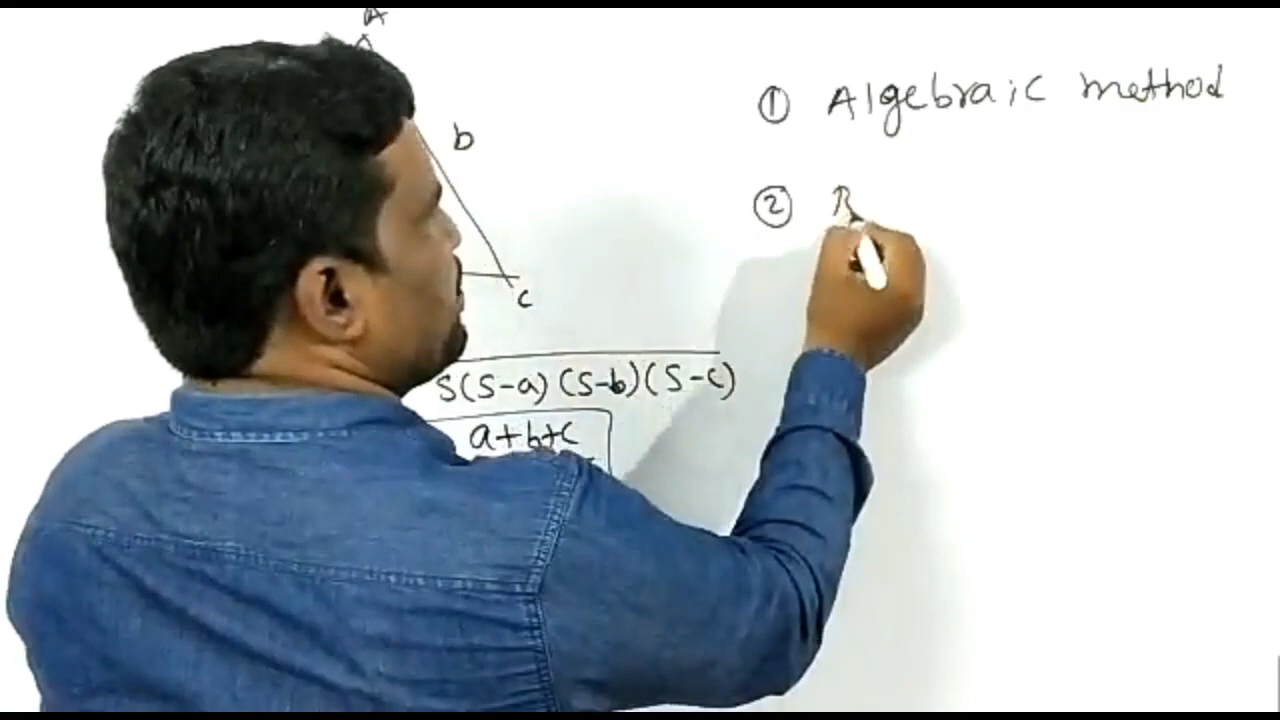 A
① Algebraic method
b
②
c
S(S-a)(S-b)(S-c)
a+b+c